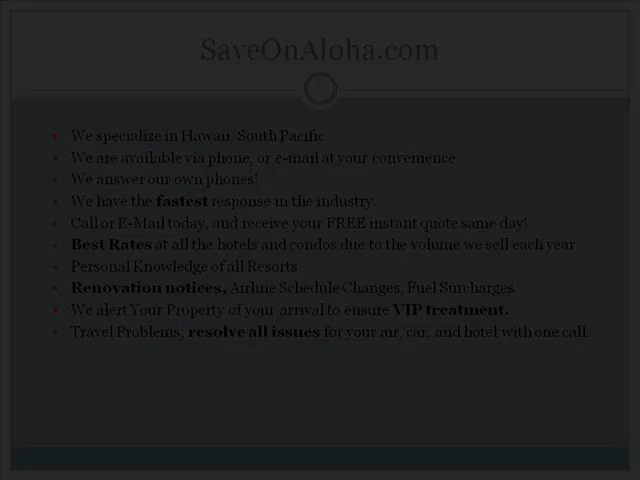 SaveOnAloha.com
We specialize in Hawaii/South Pacific
We are available via phone, or e-mail at your convenience
We answer our own phones!
We have the fastest response in the industry
Call or E-Mail today, and receive your FREE instant quote same day!
Best Rates at all the hotels and condos due to the volume we sell each year
Personal Knowledge of all Resorts
Renovation notices, Airline Schedule Changes, Fuel Surcharges
We alert Your Property of your arrival to ensure VIP treatment.
Travel Problems, resolve all issues for your air, car, and hotel with one call